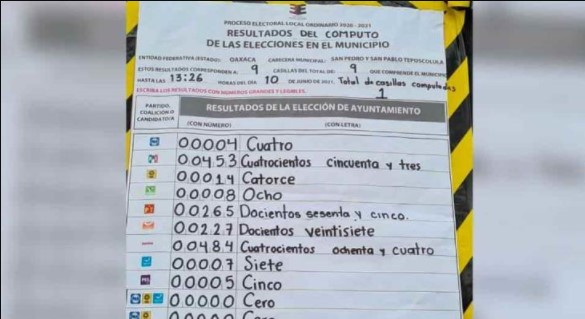 PROCESO ELECTORAL LOCAL ORDINARIO 2020 - 2021
RESULTADOS DEL COMPUTO
DE LAS ELECCIONES EN EL MUNICIPIO
ENTIDAD FEDERATIVA (ESTADO): OAXACA CABECERA MUNICIPAL: SAN PEDRO Y SAN PABLO TEPOSCOLULA
ESTOS RESULTADOS CORRESPONDEN A: 9 CASILLAS DEL TOTAL DE: 9 QUE COMPRENDE EL MUNICIPIO
HASTA LAS 13:26 HORAS DEL DÍA 10 DE JUNIO DE 2021. Total de casillas computadas
1
ESCRIBA LOS RESULTADOS CON NÚMEROS GRANDES Y LEGIBLES.
PARTIDO, COALICIÓN O CANDIDATURA
RESULTADOS DE LA ELECCIÓN DE AYUNTAMIENTO
(CON NÚMERO) (CON LETRA)
00004 Cuatro
00453 Cuatrocientos cincuenta y tres
00014 Catorce
00008 Ocho
00265 Docientos sesenta y cinco.
00227 Docientos veintisiete
00484 Cuatrocientos ochenta y cuatro
00007 Siete
00005 Cinco
00000 Cero